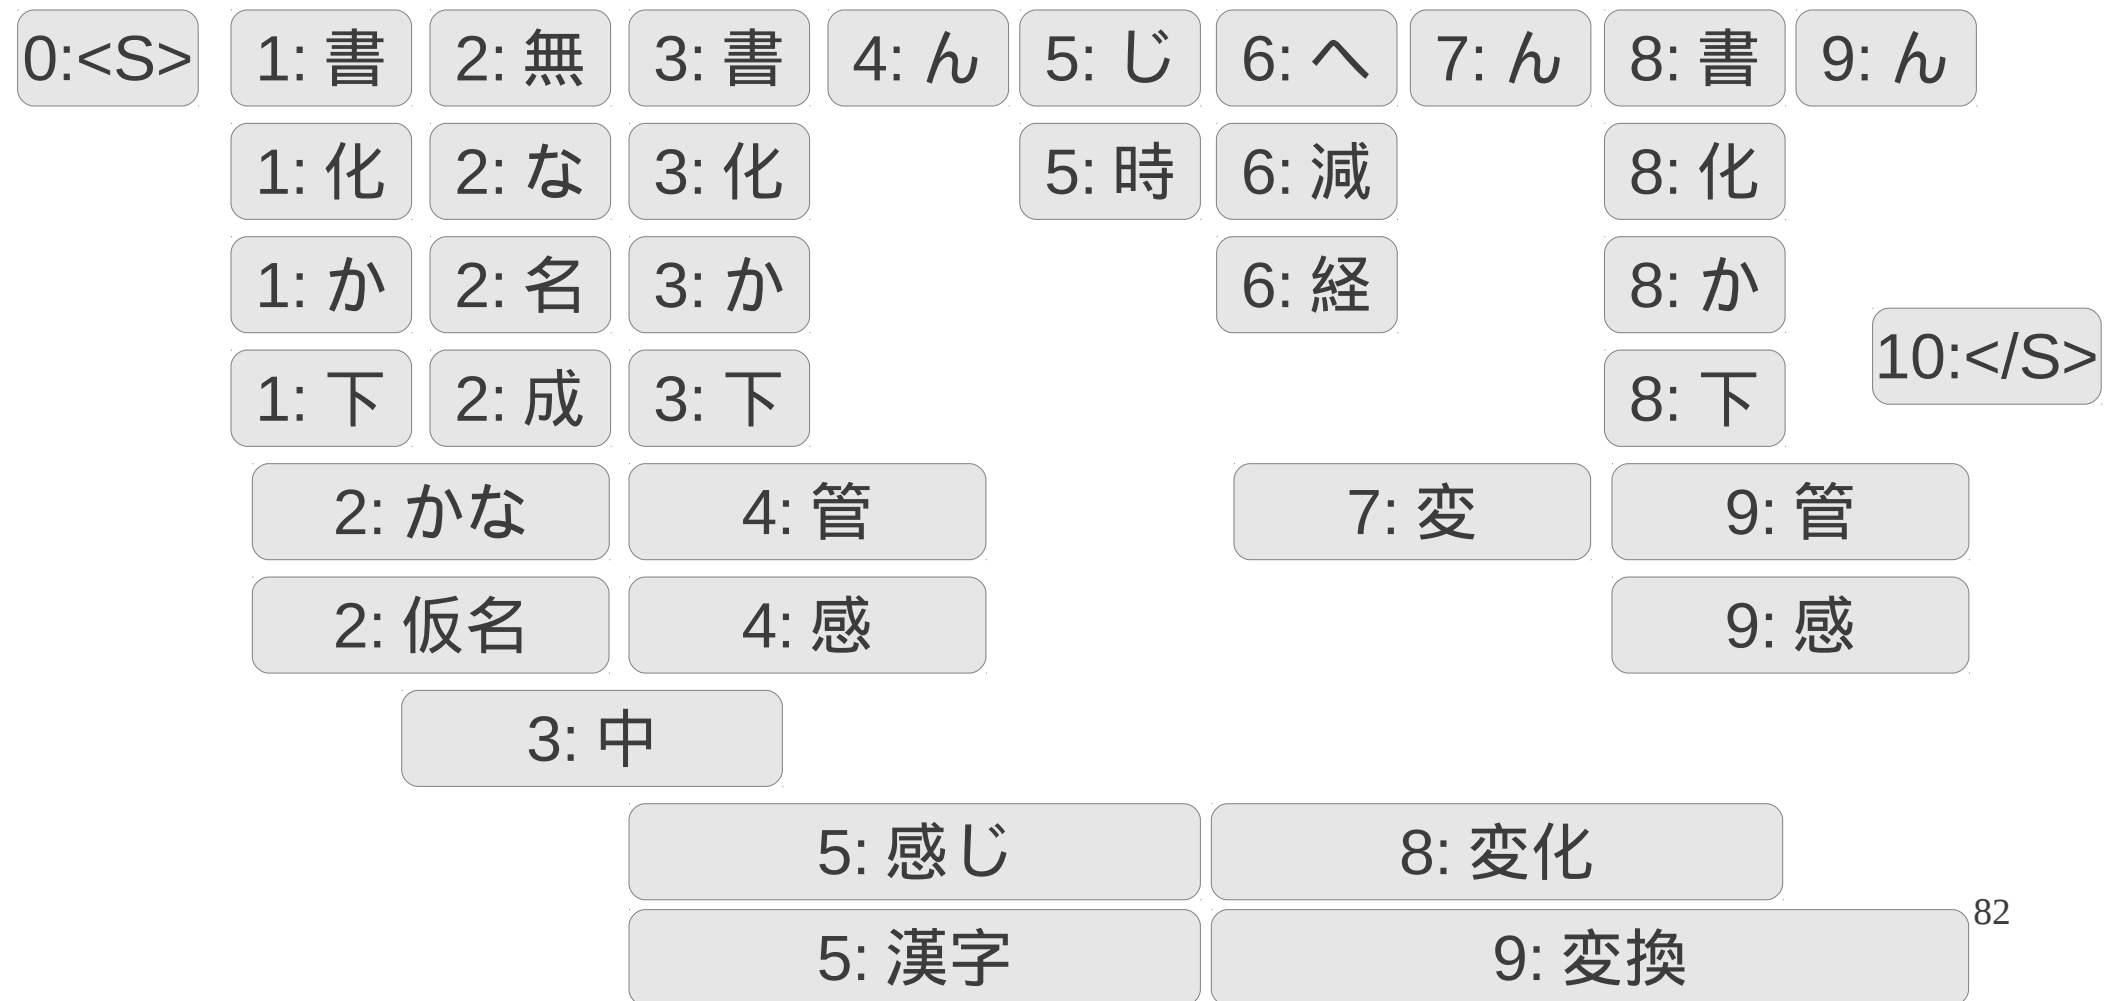 0:<S> 1: 書 2: 無 3: 書 4: ん 5: じ 6: へ 7: ん 8: 書 9: ん
1: 化 2: な 3: 化 5: 時 6: 減 8: 化
1: か 2: 名 3: か 6: 経 8: か
10:</S>
1: 下 2: 成 3: 下 8: 下
2: かな 4: 管 7: 変 9: 管
2: 仮名 4: 感 9: 感
3: 中
5: 感じ 8: 変化
82
5: 漢字 9: 変換